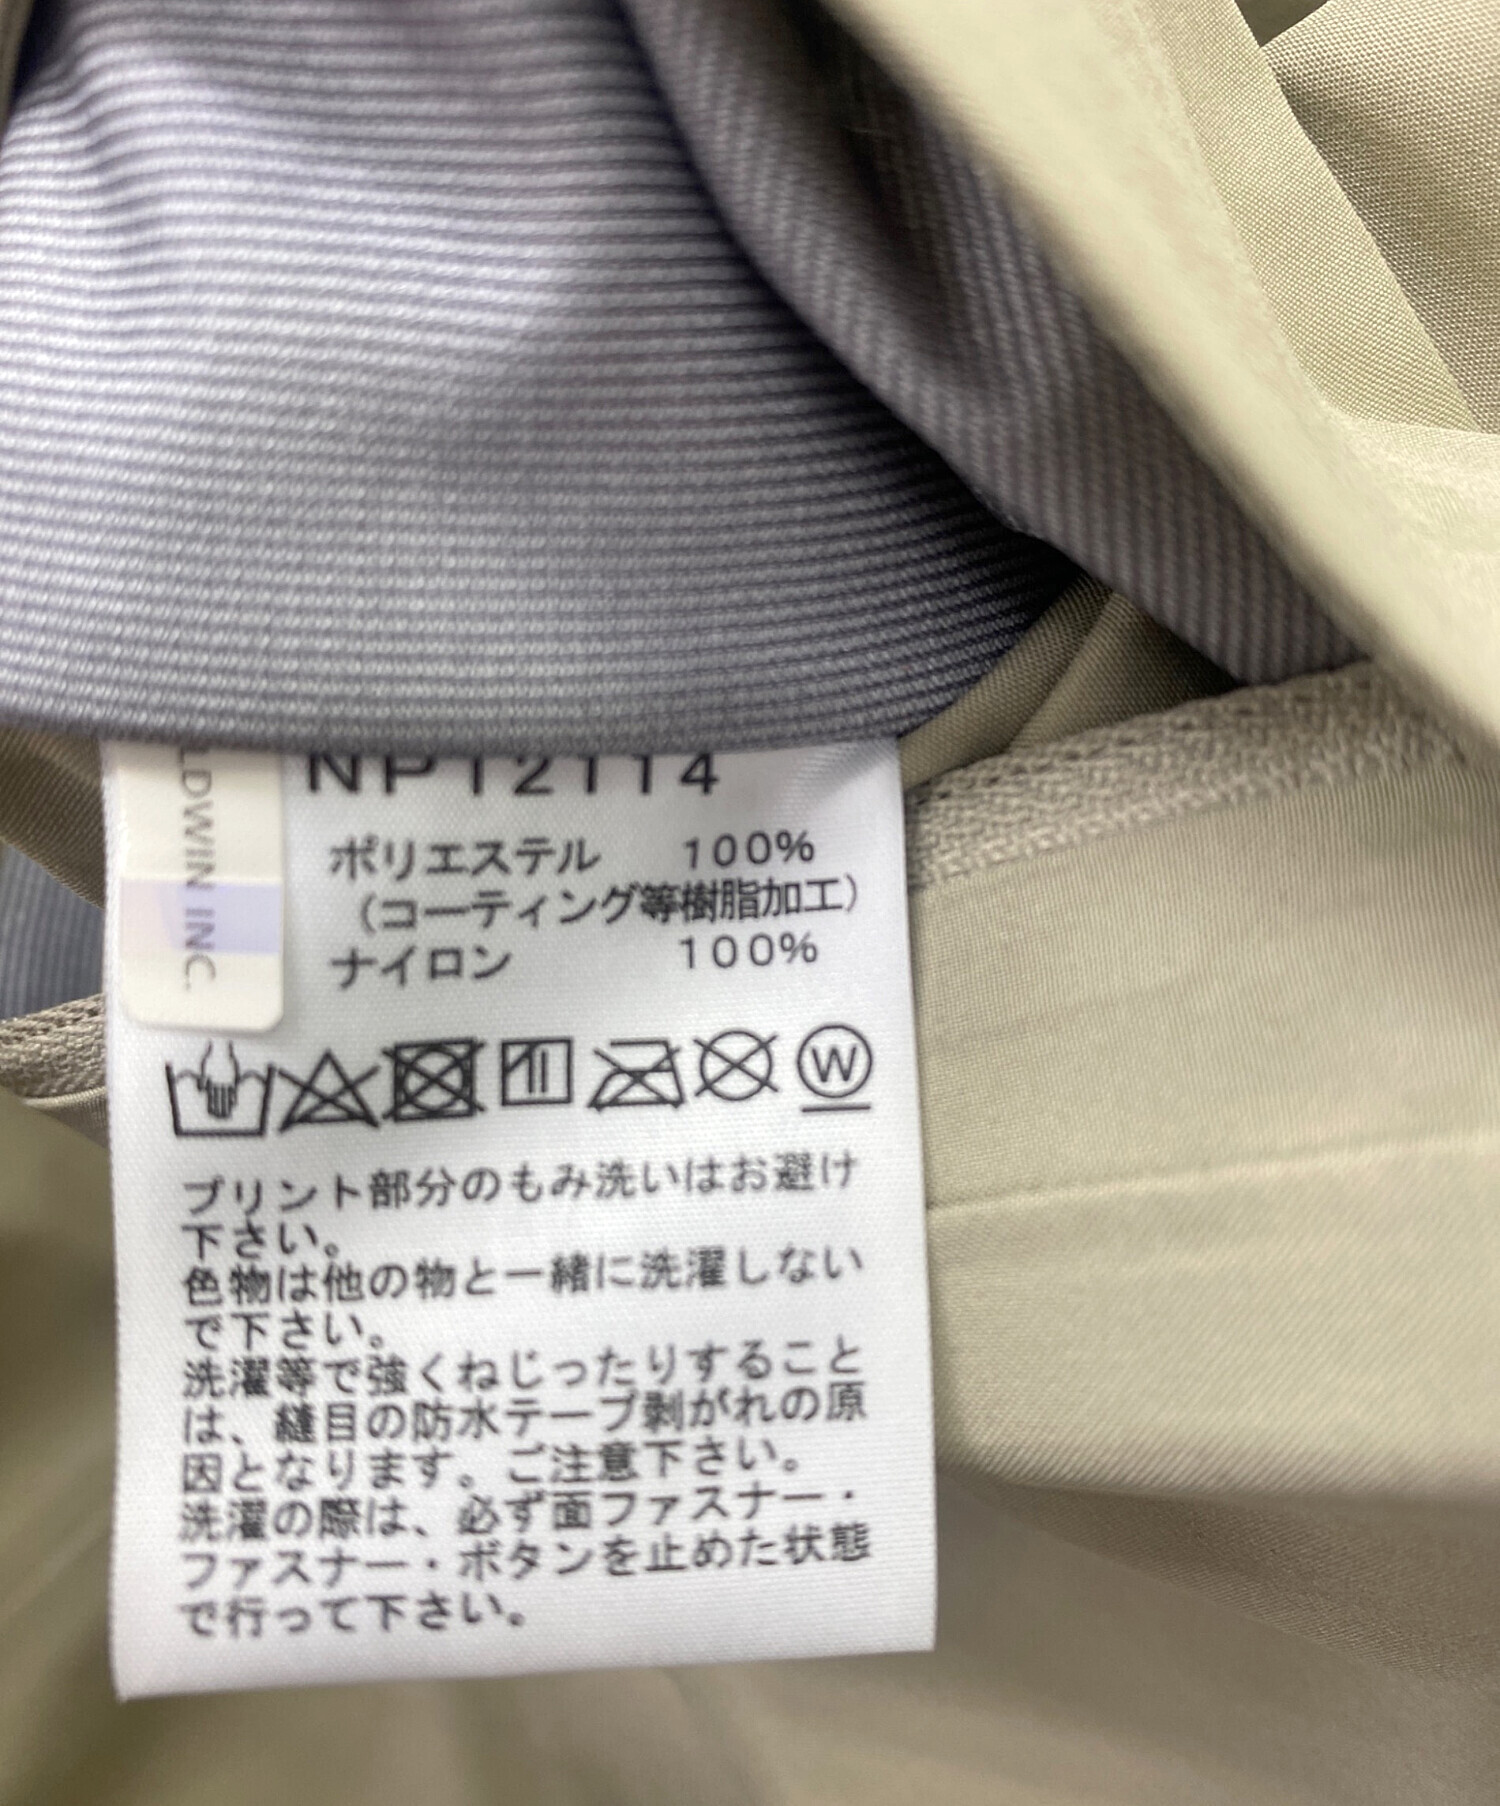 NP12114
LDWIN INC.
ポリエステル 100%
(コーティング等樹脂加工)
ナイロン 100%
W
プリント部分のもみ洗いはお避け
下さい。
色物は他の物と一緒に洗濯しない
で下さい。
洗濯等で強くねじったりすること
は、縫目の防水テープ剥がれの原
因となります。ご注意下さい。
洗濯の際は、必ず面ファスナー・
ファスナー・ボタンを止めた状態
で行って下さい。